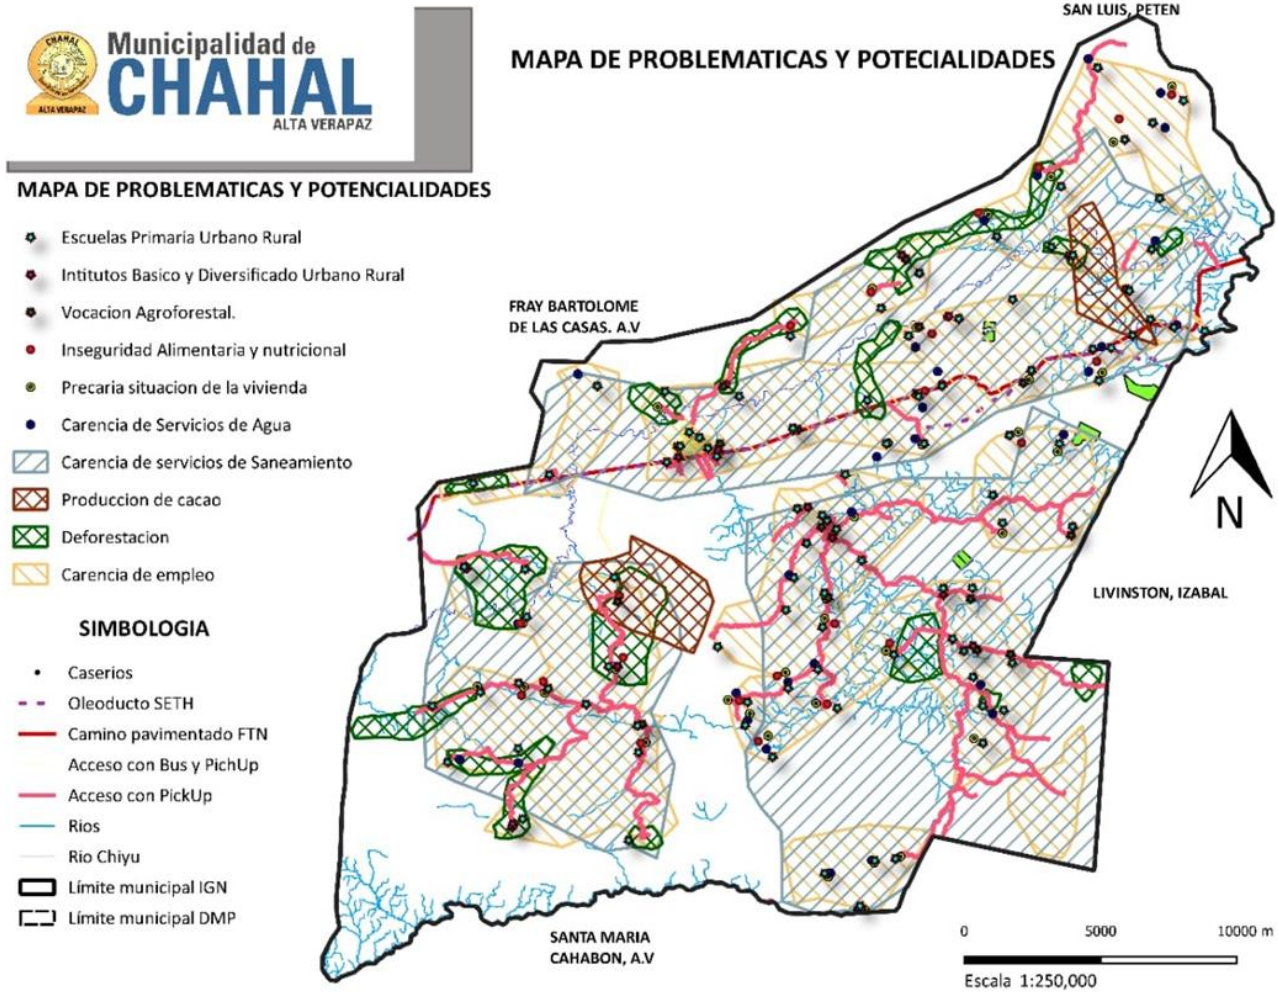 CHAHAL
ALTA VERAPAZ
Municipalidad de
CHAHAL
ALTA VERAPAZ
MAPA DE PROBLEMATICAS Y POTECIALIDADES
SAN LUIS, PETEN
MAPA DE PROBLEMATICAS Y POTENCIALIDADES
Escuelas Primaria Urbano Rural
Intitutos Basico y Diversificado Urbano Rural
Vocacion Agroforestal.
Inseguridad Alimentaria y nutricional
Precaria situacion de la vivienda
Carencia de Servicios de Agua
Carencia de servicios de Saneamiento
Produccion de cacao
Deforestacion
Carencia de empleo
SIMBOLOGIA
Caserios
Oleoducto SETH
Camino pavimentado FTN
Acceso con Bus y PichUp
Acceso con PickUp
Rios
Rio Chiyu
Límite municipal IGN
Límite municipal DMP
FRAY BARTOLOME
DE LAS CASAS. A.V
LIVINSTON, IZABAL
SANTA MARIA
CAHABON, A.V
N
0 5000 10000 m
Escala 1:250,000